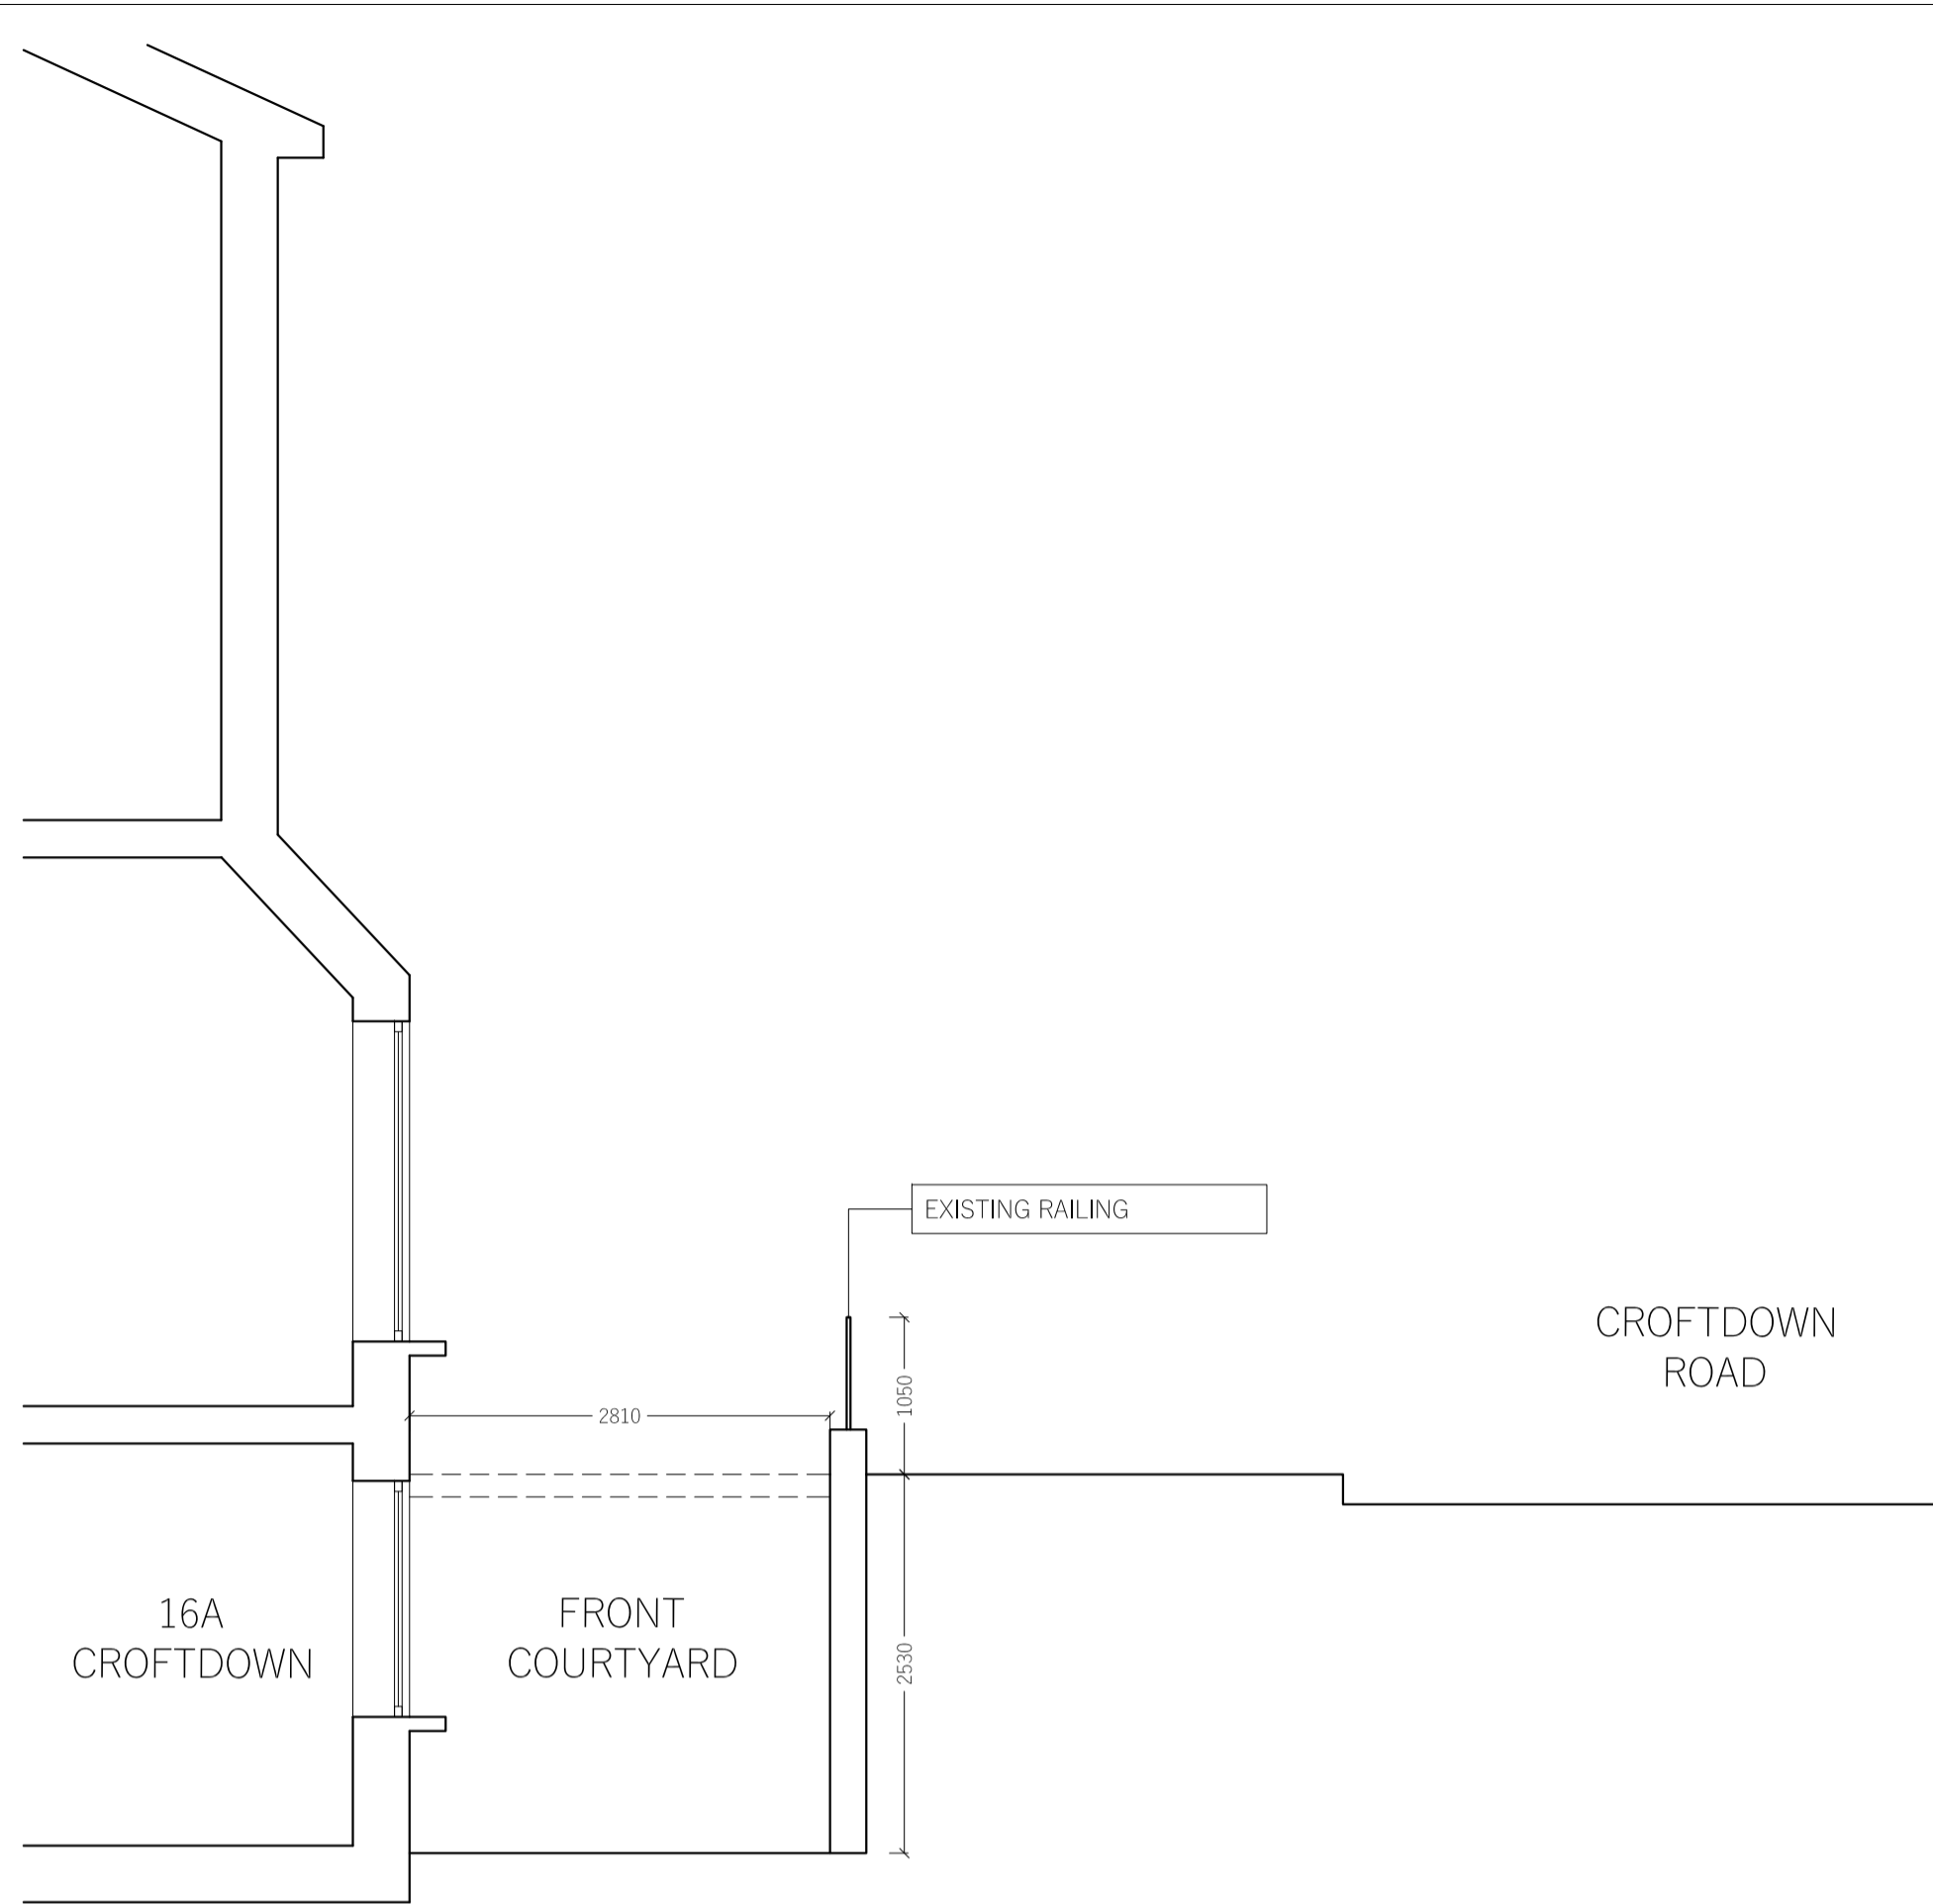 EXISTING RAILING
CROFTDOWN
ROAD
1050
2810
16A
CROFTDOWN
FRONT
COURTYARD
2530